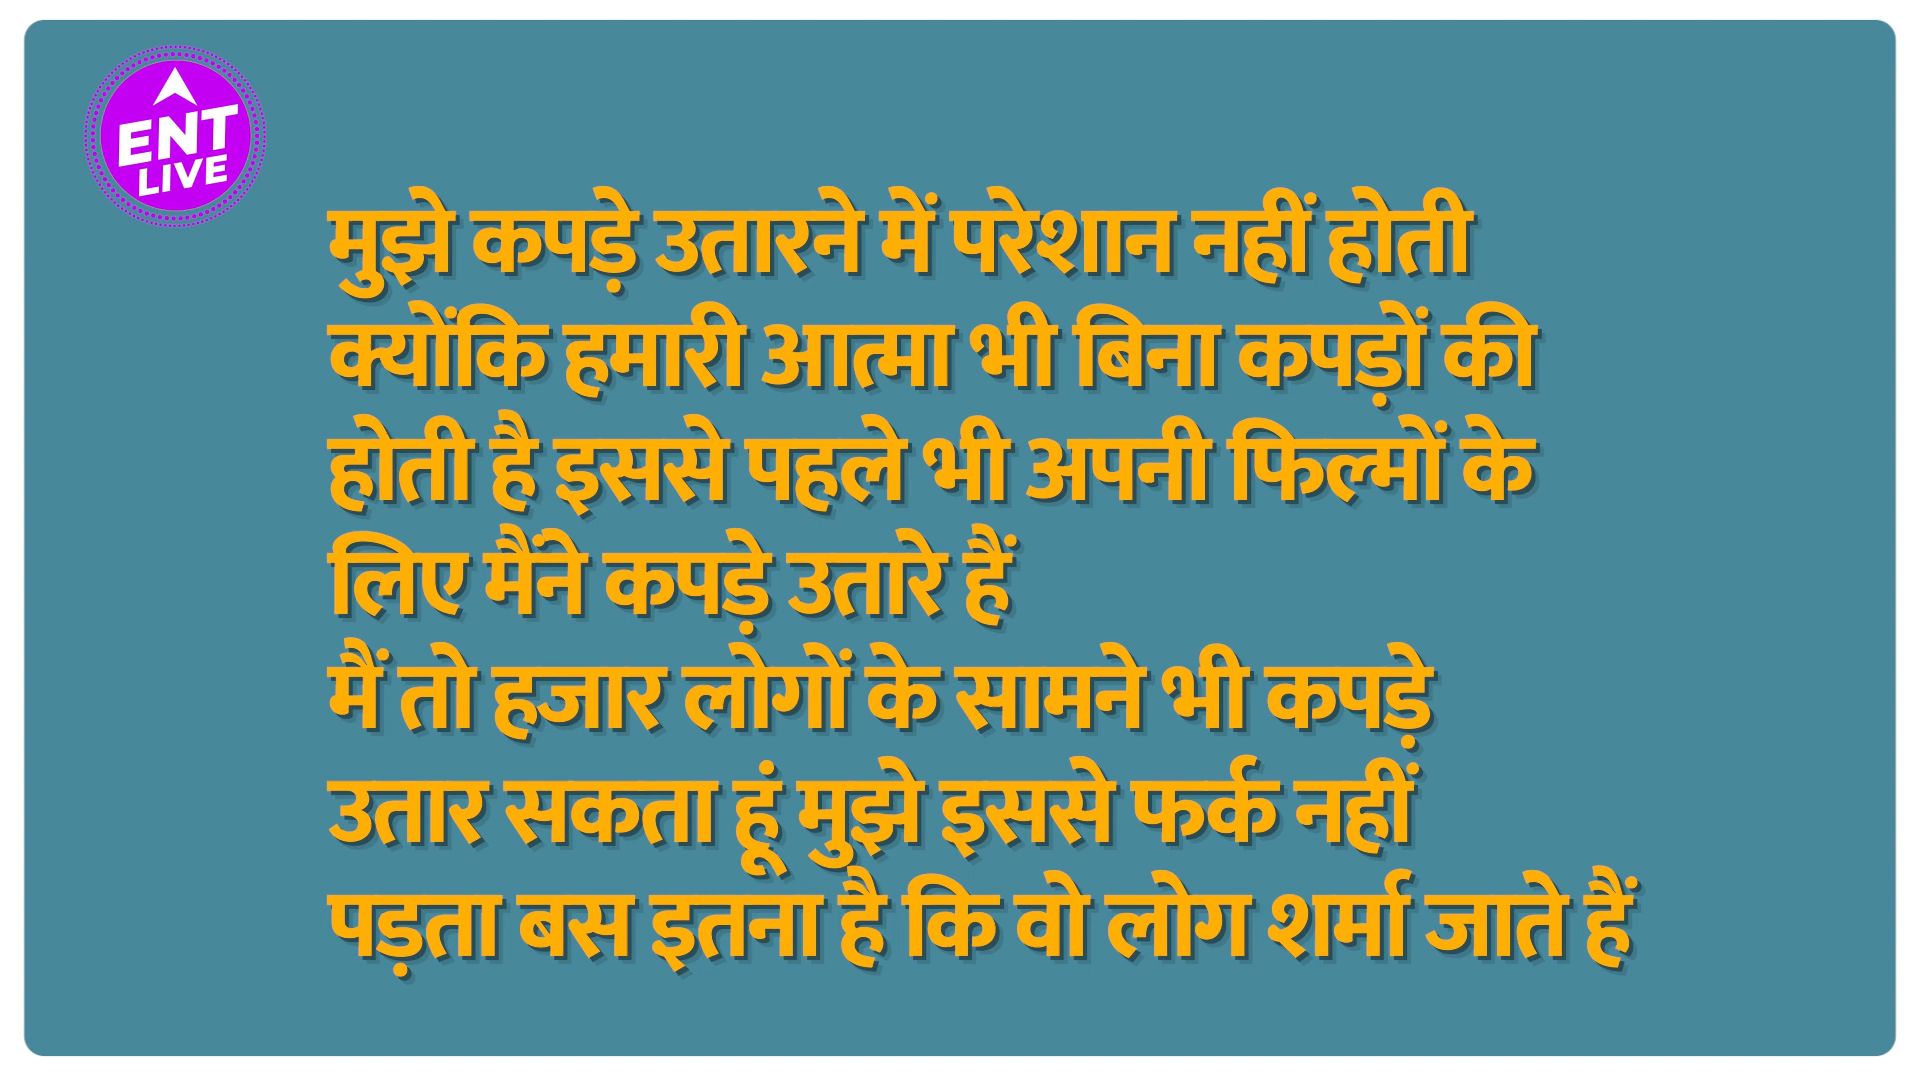 ENT
LIVE
मुझे कपड़े उतारने में परेशान नहीं होती
क्योंकि हमारी आत्मा भी बिना कपड़ों की
होती है इससे पहले भी अपनी फिल्मों के
लिए मैंने कपड़े उतारे हैं
मैं तो हजार लोगों के सामने भी कपड़े
उतार सकता हूं मुझे इससे फर्क नहीं
पड़ता बस इतना है कि वो लोग शर्मा जाते हैं